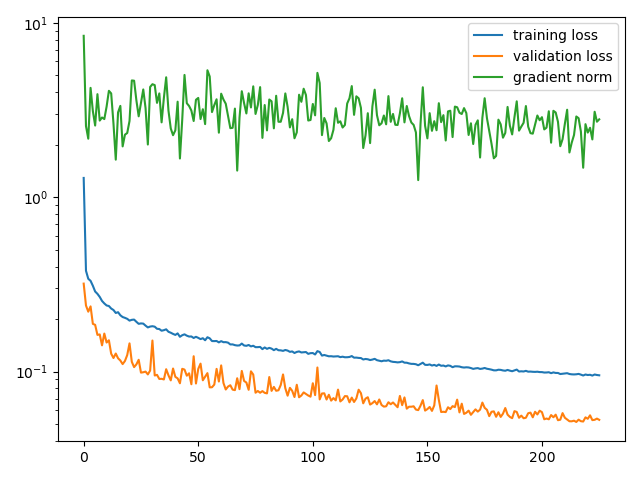 10¹
training loss
validation loss
gradient norm
10⁰
10⁻¹
0 50 100 150 200